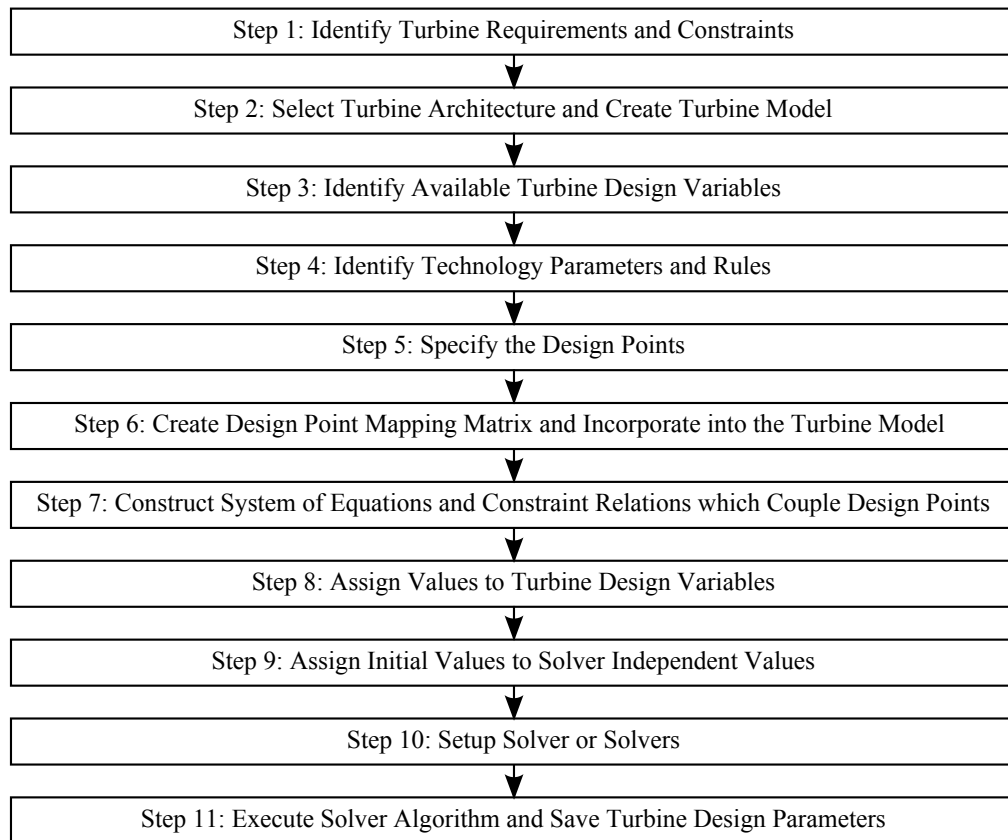 Step 1: Identify Turbine Requirements and Constraints
Step 2: Select Turbine Architecture and Create Turbine Model
Step 3: Identify Available Turbine Design Variables
Step 4: Identify Technology Parameters and Rules
Step 5: Specify the Design Points
Step 6: Create Design Point Mapping Matrix and Incorporate into the Turbine Model
Step 7: Construct System of Equations and Constraint Relations which Couple Design Points
Step 8: Assign Values to Turbine Design Variables
Step 9: Assign Initial Values to Solver Independent Values
Step 10: Setup Solver or Solvers
Step 11: Execute Solver Algorithm and Save Turbine Design Parameters